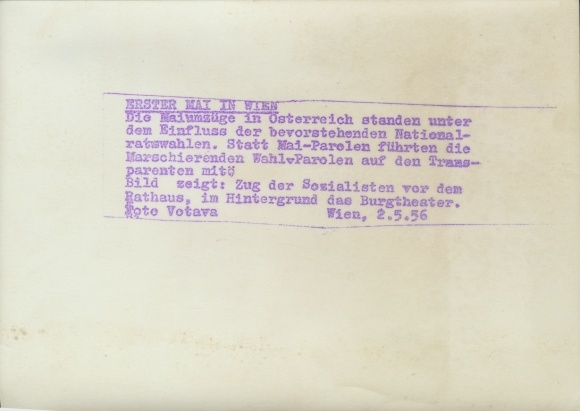 ERSTER MAI IN WIEN
Die Maiumzüge in Österreich standen unter
dem Einfluss der bevorstehenden National-
ratswahlen. Statt Mai-Parolen führten die
Marschierenden Wahl-Parolen auf den Trans-
parenten mit
Bild zeigt: Zug der Sozialisten vor dem
Rathaus, im Hintergrund das Burgtheater.
Foto Votava Wien, 2.5.56